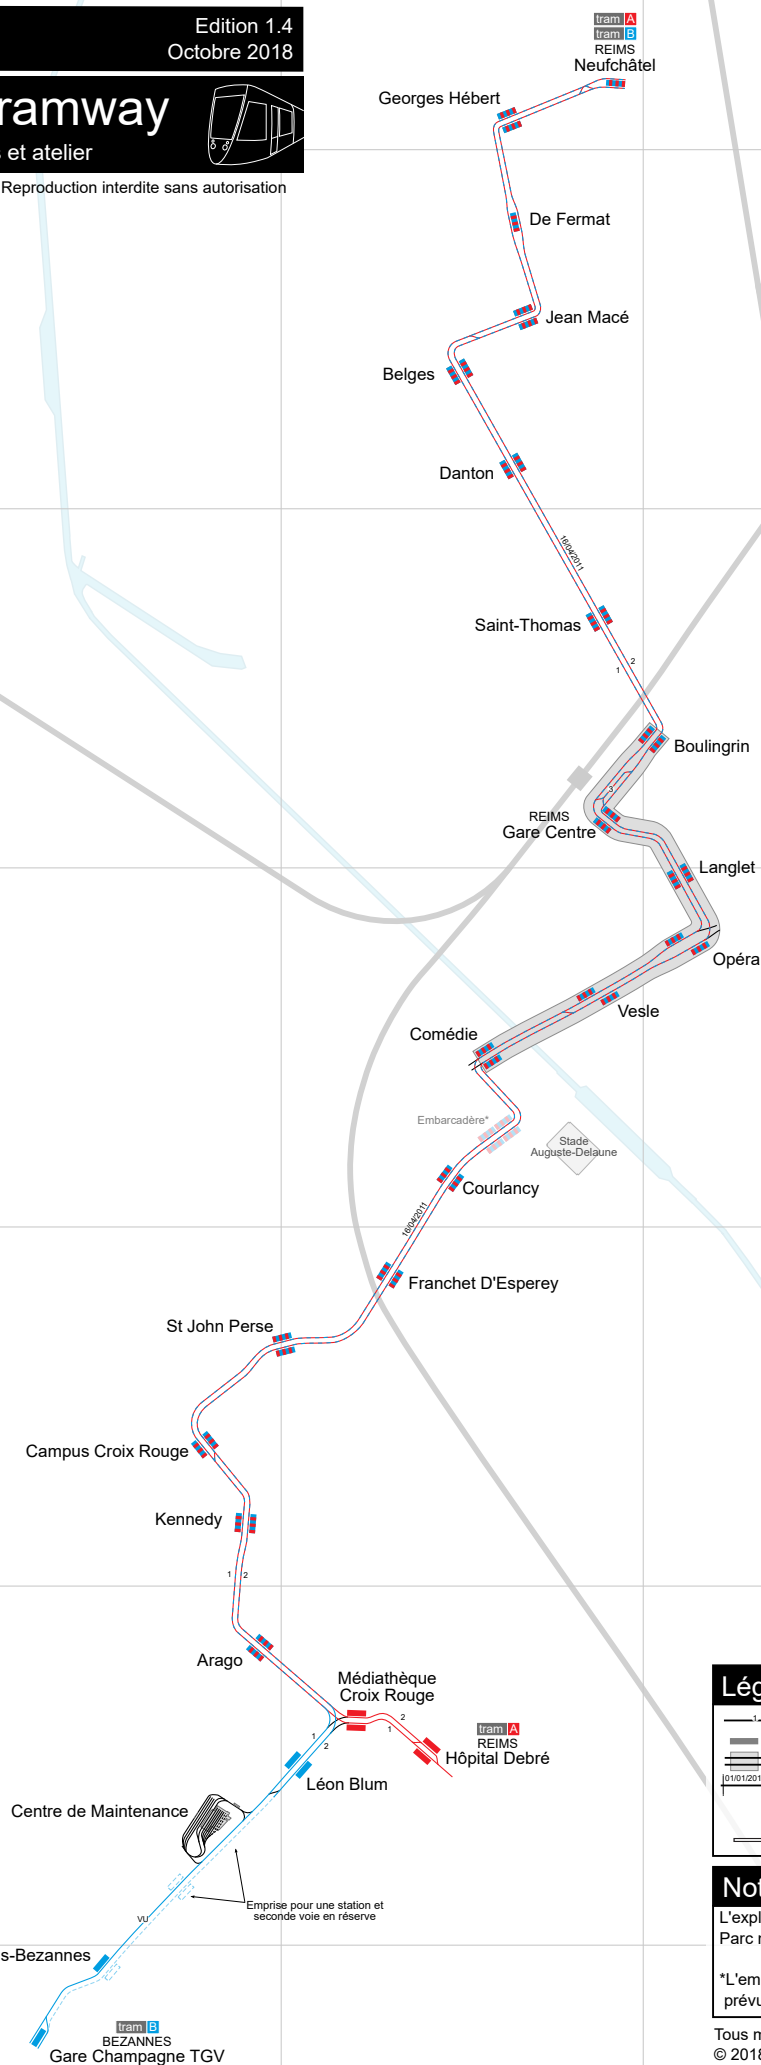 Edition 1.4
Octobre 2018
ramway
s et atelier
Reproduction interdite sans autorisation
tram A
tram B
REIMS
Neufchâtel
Georges Hébert
De Fermat
Jean Macé
Belges
Danton
16/04/2011
Saint-Thomas
2
1
Boulingrin
3
REIMS
Gare Centre
Langlet
Opéra
Vesle
Comédie
Embarcadère*
Stade
Auguste-Delaune
Courlancy
16/04/2011
Franchet D'Esperey
St John Perse
Campus Croix Rouge
Kennedy
1 2
Arago
Médiathèque
Croix Rouge
2
1
tram A
REIMS
Hôpital Debré
1
2
Léon Blum
Centre de Maintenance
Emprise pour une station et
seconde voie en réserve
VU
s-Bezannes
tram B
BEZANNES
Gare Champagne TGV
Lég
1
01/01/201
Not
L'expl
Parc r
*L'em
prévu
Tous m
© 2018